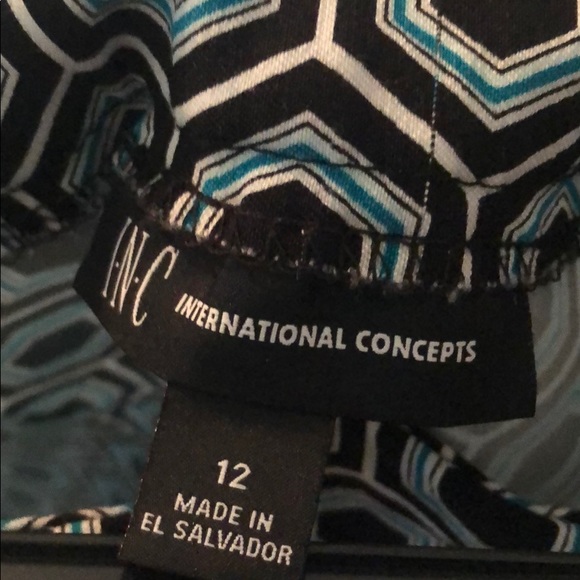 I·N·C INTERNATIONAL CONCEPTS
12
MADE IN
EL SALVADOR